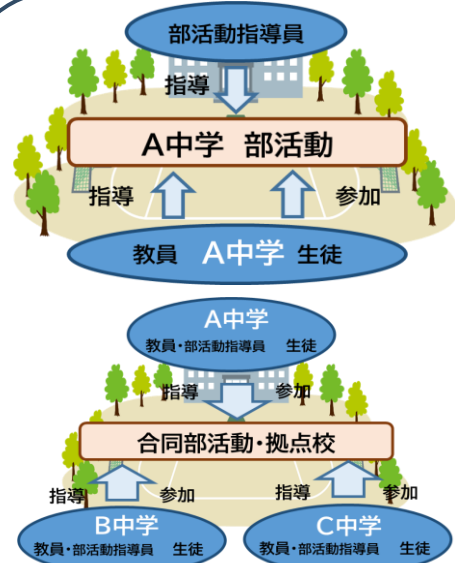 部活動指導員
指導
A中学 部活動
指導 参加
教員 A中学 生徒
A中学
教員・部活動指導員 生徒
指導 参加
合同部活動・拠点校
指導 参加 指導 参加
B中学 C中学
教員・部活動指導員 生徒 教員・部活動指導員 生徒